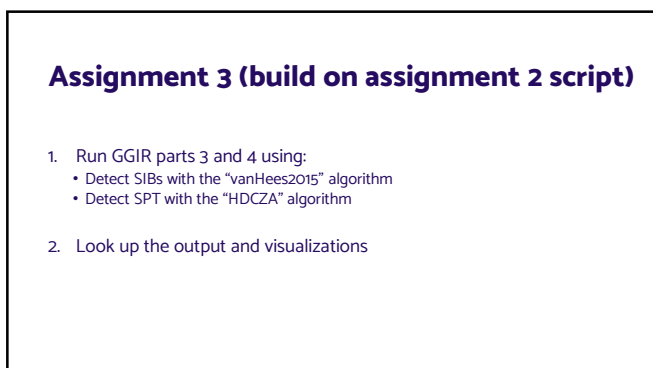 Assignment 3 (build on assignment 2 script)
1. Run GGIR parts 3 and 4 using:
• Detect SIBs with the “vanHees2015” algorithm
• Detect SPT with the “HDCZA” algorithm
2. Look up the output and visualizations